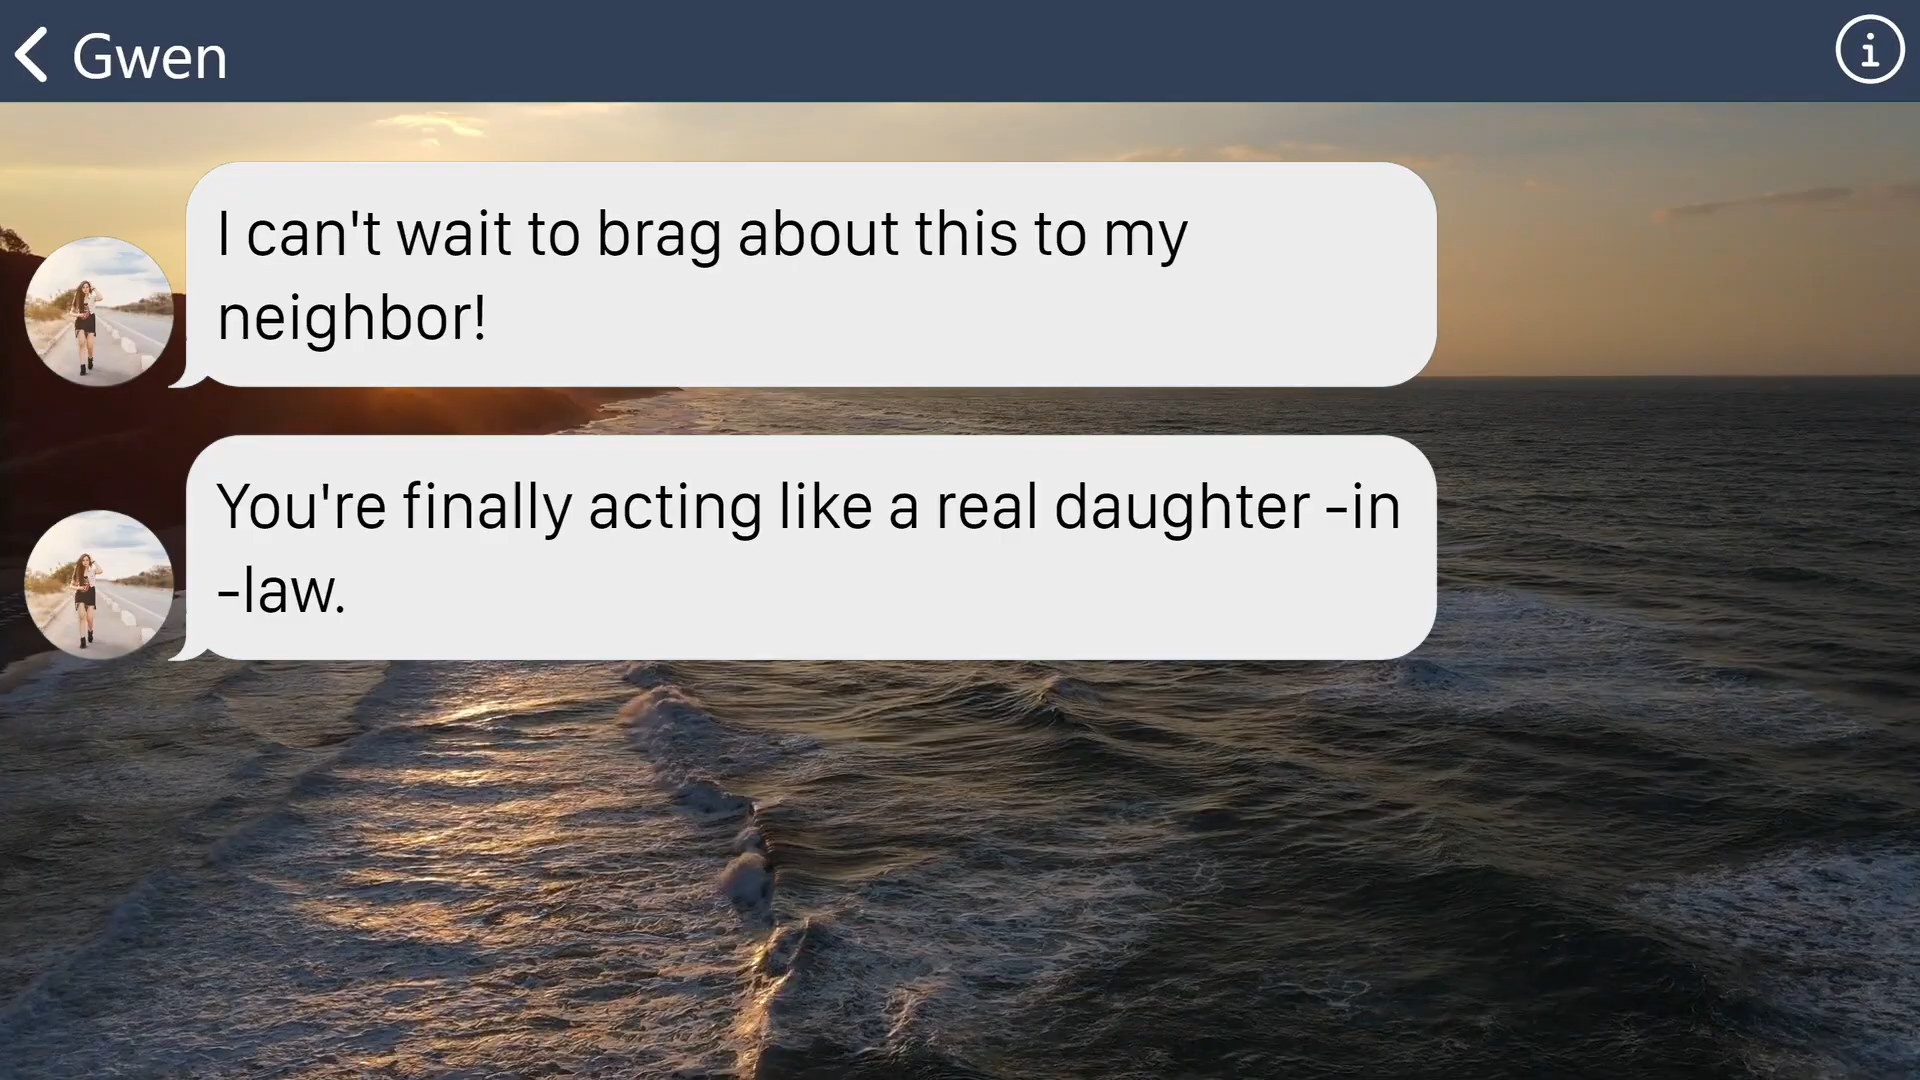 Gwen
I can't wait to brag about this to my
neighbor!
You're finally acting like a real daughter -in
-law.